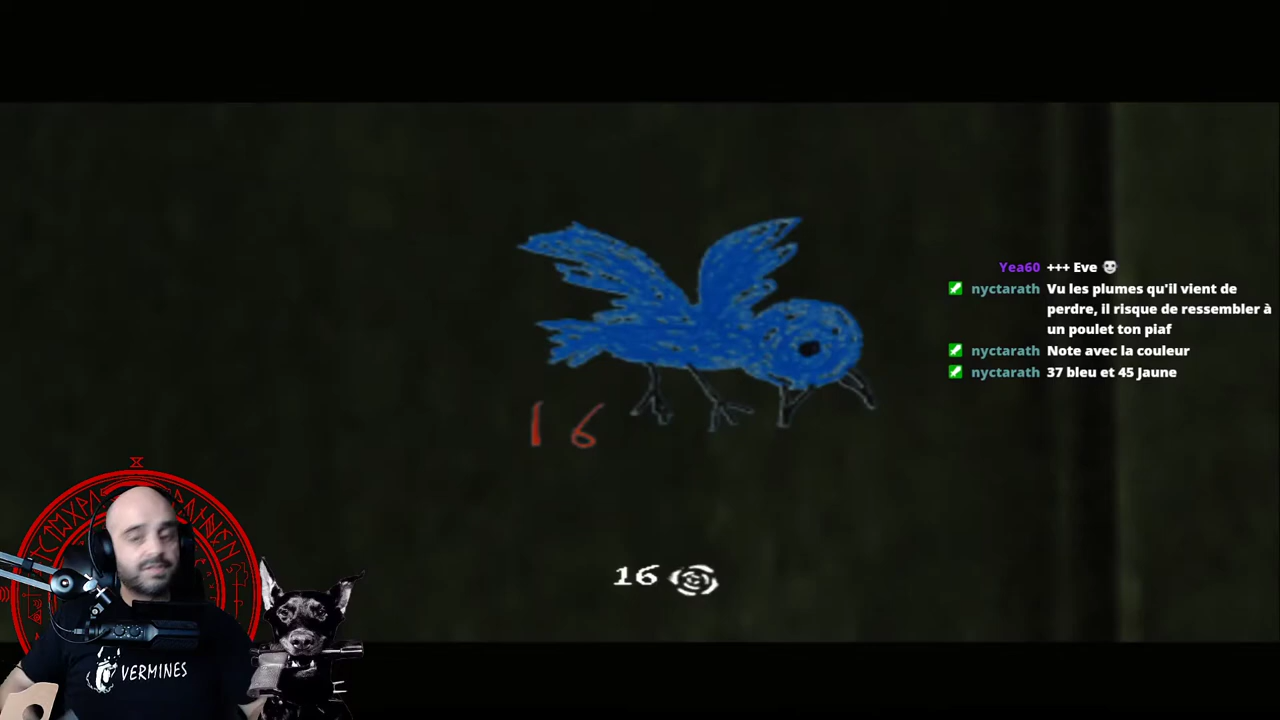 Yea60 +++ Eve
nyctarath Vu les plumes qu'il vient de
perdre, il risque de ressembler à
un poulet ton piaf
nyctarath Note avec la couleur
nyctarath 37 bleu et 45 Jaune
16
16
VERMINES